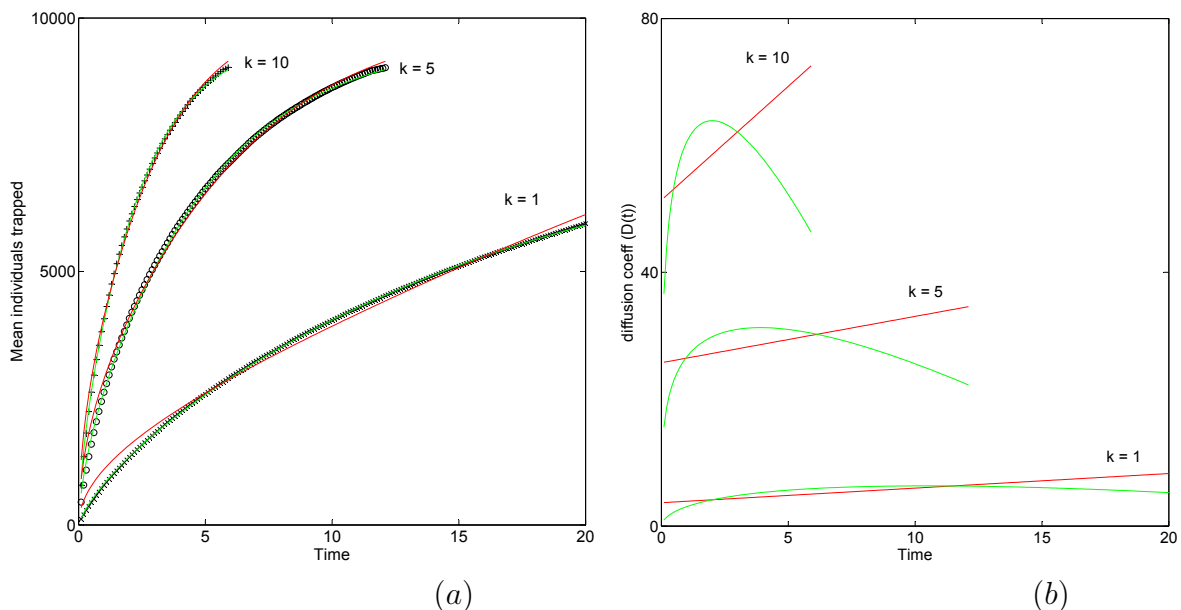 10000
5000
0
0
5
10
15
20
Time
Mean individuals trapped
k = 10
k = 5
k = 1
(a)
80
40
0
0
5
10
15
20
Time
diffusion coeff (D(t))
k = 10
k = 5
k = 1
(b)